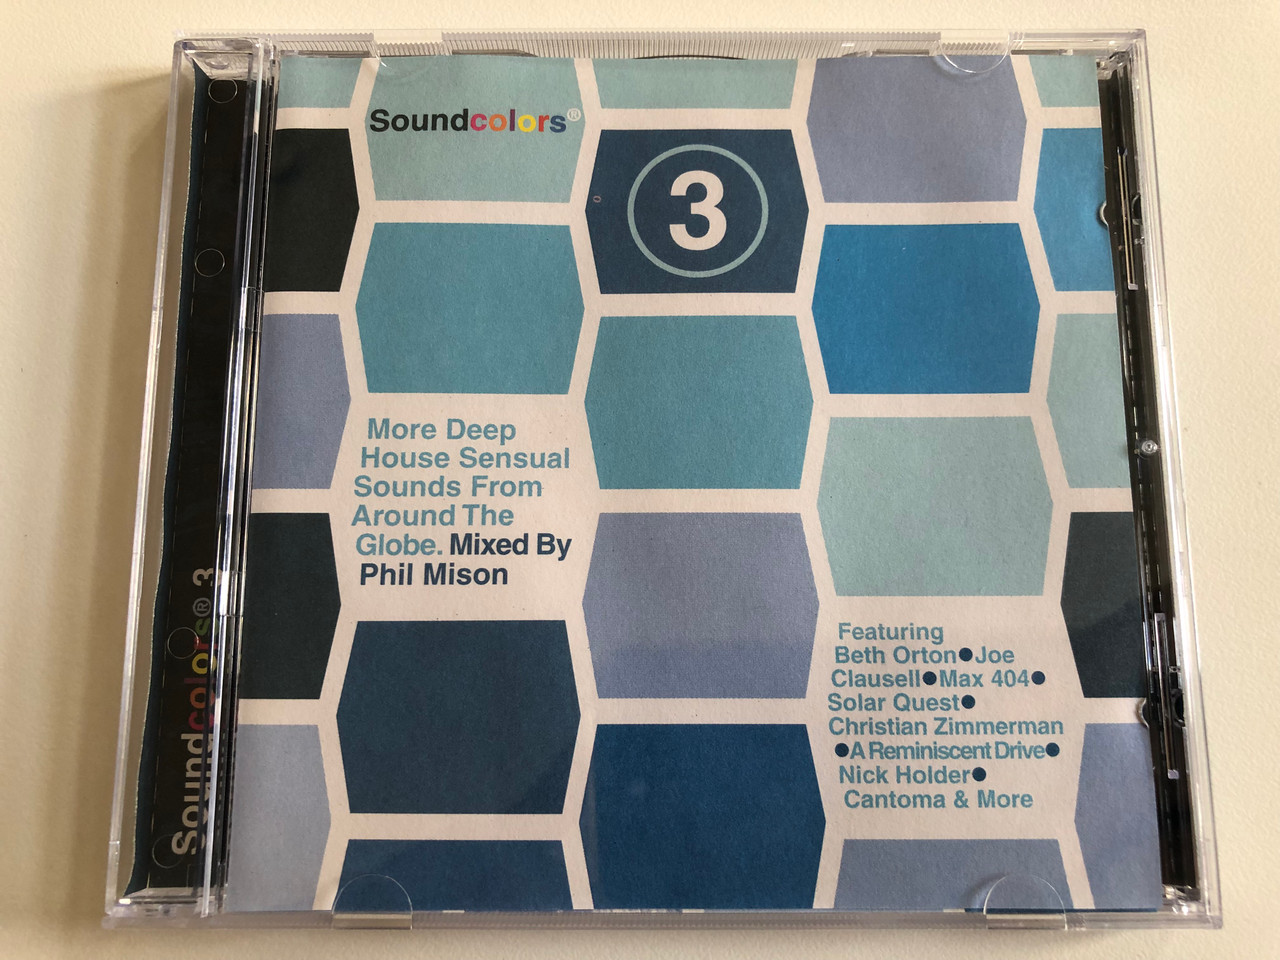 Soundcolors®
3
More Deep
House Sensual
Sounds From
Around The
Globe. Mixed By
Phil Mison
Featuring
Beth Orton●Joe
Clausell●Max 404●
Solar Quest●
Christian Zimmerman
●A Reminiscent Drive●
Nick Holder●
Cantoma & More
Soundcolors® 3